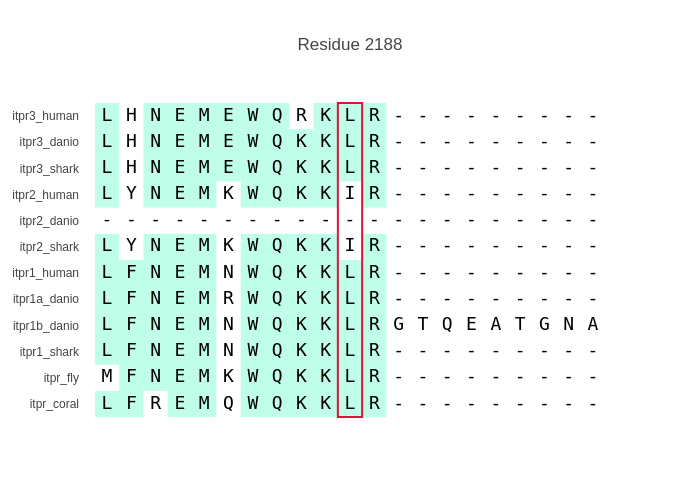 Residue 2188
itpr3_human L H N E M E W Q R K L R - - - - - - - - -
itpr3_danio L H N E M E W Q K K L R - - - - - - - - -
itpr3_shark L H N E M E W Q K K L R - - - - - - - - -
itpr2_human L Y N E M K W Q K K I R - - - - - - - - -
itpr2_danio - - - - - - - - - - - - - - - - - - - - -
itpr2_shark L Y N E M K W Q K K I R - - - - - - - - -
itpr1_human L F N E M N W Q K K L R - - - - - - - - -
itpr1a_danio L F N E M R W Q K K L R - - - - - - - - -
itpr1b_danio L F N E M N W Q K K L R G T Q E A T G N A
itpr1_shark L F N E M N W Q K K L R - - - - - - - - -
itpr_fly M F N E M K W Q K K L R - - - - - - - - -
itpr_coral L F R E M Q W Q K K L R - - - - - - - - -